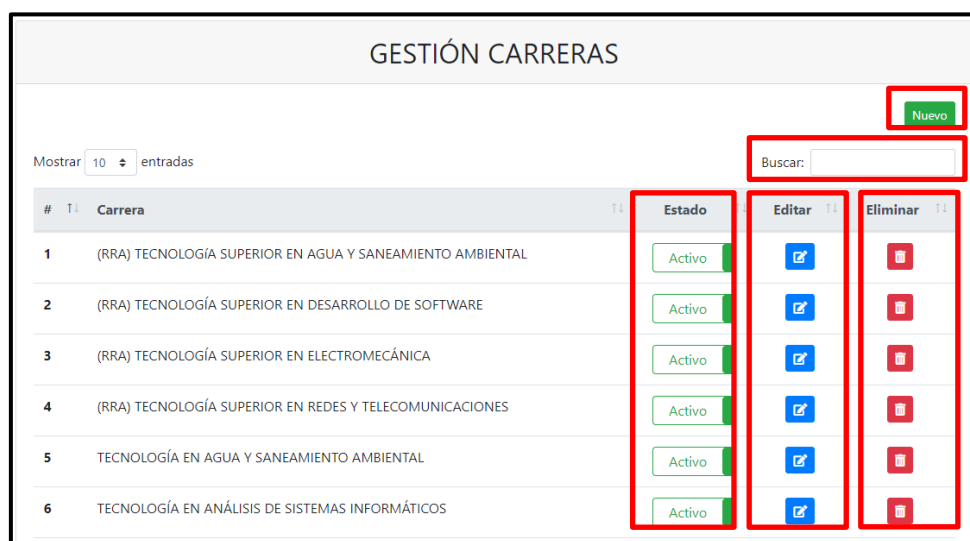 GESTIÓN CARRERAS
Nuevo
Mostrar 10 entradas Buscar:
# Carrera Estado Editar Eliminar
1 (RRA) TECNOLOGíA SUPERIOR EN AGUA Y SANEAMIENTO AMBIENTAL Activo
2 (RRA) TECNOLOGÍA SUPERIOR EN DESARROLLO DE SOFTWARE Activo
3 (RRA) TECNOLOGÍA SUPERIOR EN ELECTROMECÁNICA Activo
4 (RRA) TECNOLOGÍA SUPERIOR EN REDES Y TELECOMUNICACIONES Activo
5 TECNOLOGÍA EN AGUA Y SANEAMIENTO AMBIENTAL Activo
6 TECNOLOGÍA EN ANÁLISIS DE SISTEMAS INFORMÁTICOS Activo